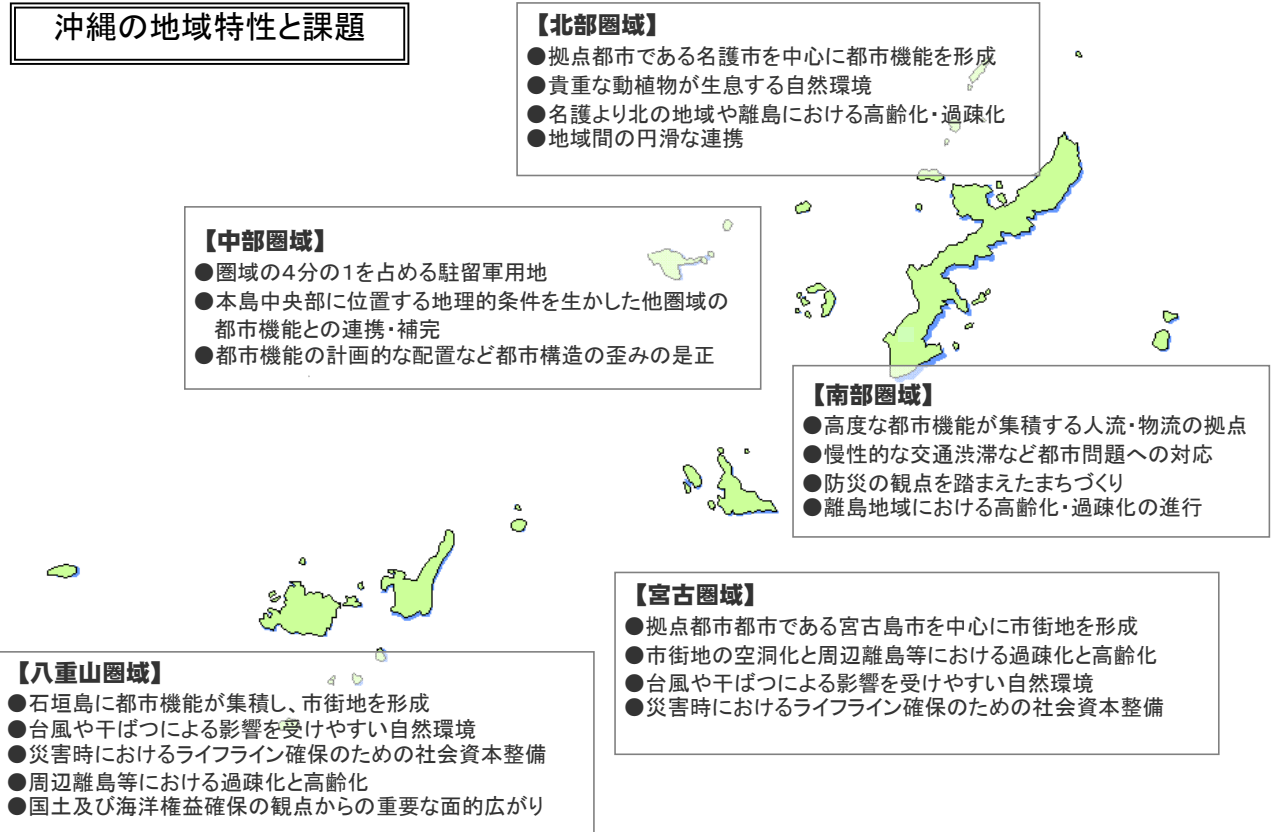 沖縄の地域特性と課題
【北部圏域】
●拠点都市である名護市を中心に都市機能を形成
●貴重な動植物が生息する自然環境
●名護より北の地域や離島における高齢化・過疎化
●地域間の円滑な連携
【中部圏域】
●圏域の4分の1を占める駐留軍用地
●本島中央部に位置する地理的条件を生かした他圏域の
都市機能との連携・補完
●都市機能の計画的な配置など都市構造の歪みの是正
【南部圏域】
●高度な都市機能が集積する人流・物流の拠点
●慢性的な交通渋滞など都市問題への対応
●防災の観点を踏まえたまちづくり
●離島地域における高齢化・過疎化の進行
【宮古圏域】
●拠点都市都市である宮古島市を中心に市街地を形成
●市街地の空洞化と周辺離島等における過疎化と高齢化
●台風や干ばつによる影響を受けやすい自然環境
●災害時におけるライフライン確保のための社会資本整備
【八重山圏域】
●石垣島に都市機能が集積し、市街地を形成
●台風や干ばつによる影響を受けやすい自然環境
●災害時におけるライフライン確保のための社会資本整備
●周辺離島等における過疎化と高齢化
●国土及び海洋権益確保の観点からの重要な面的広がり